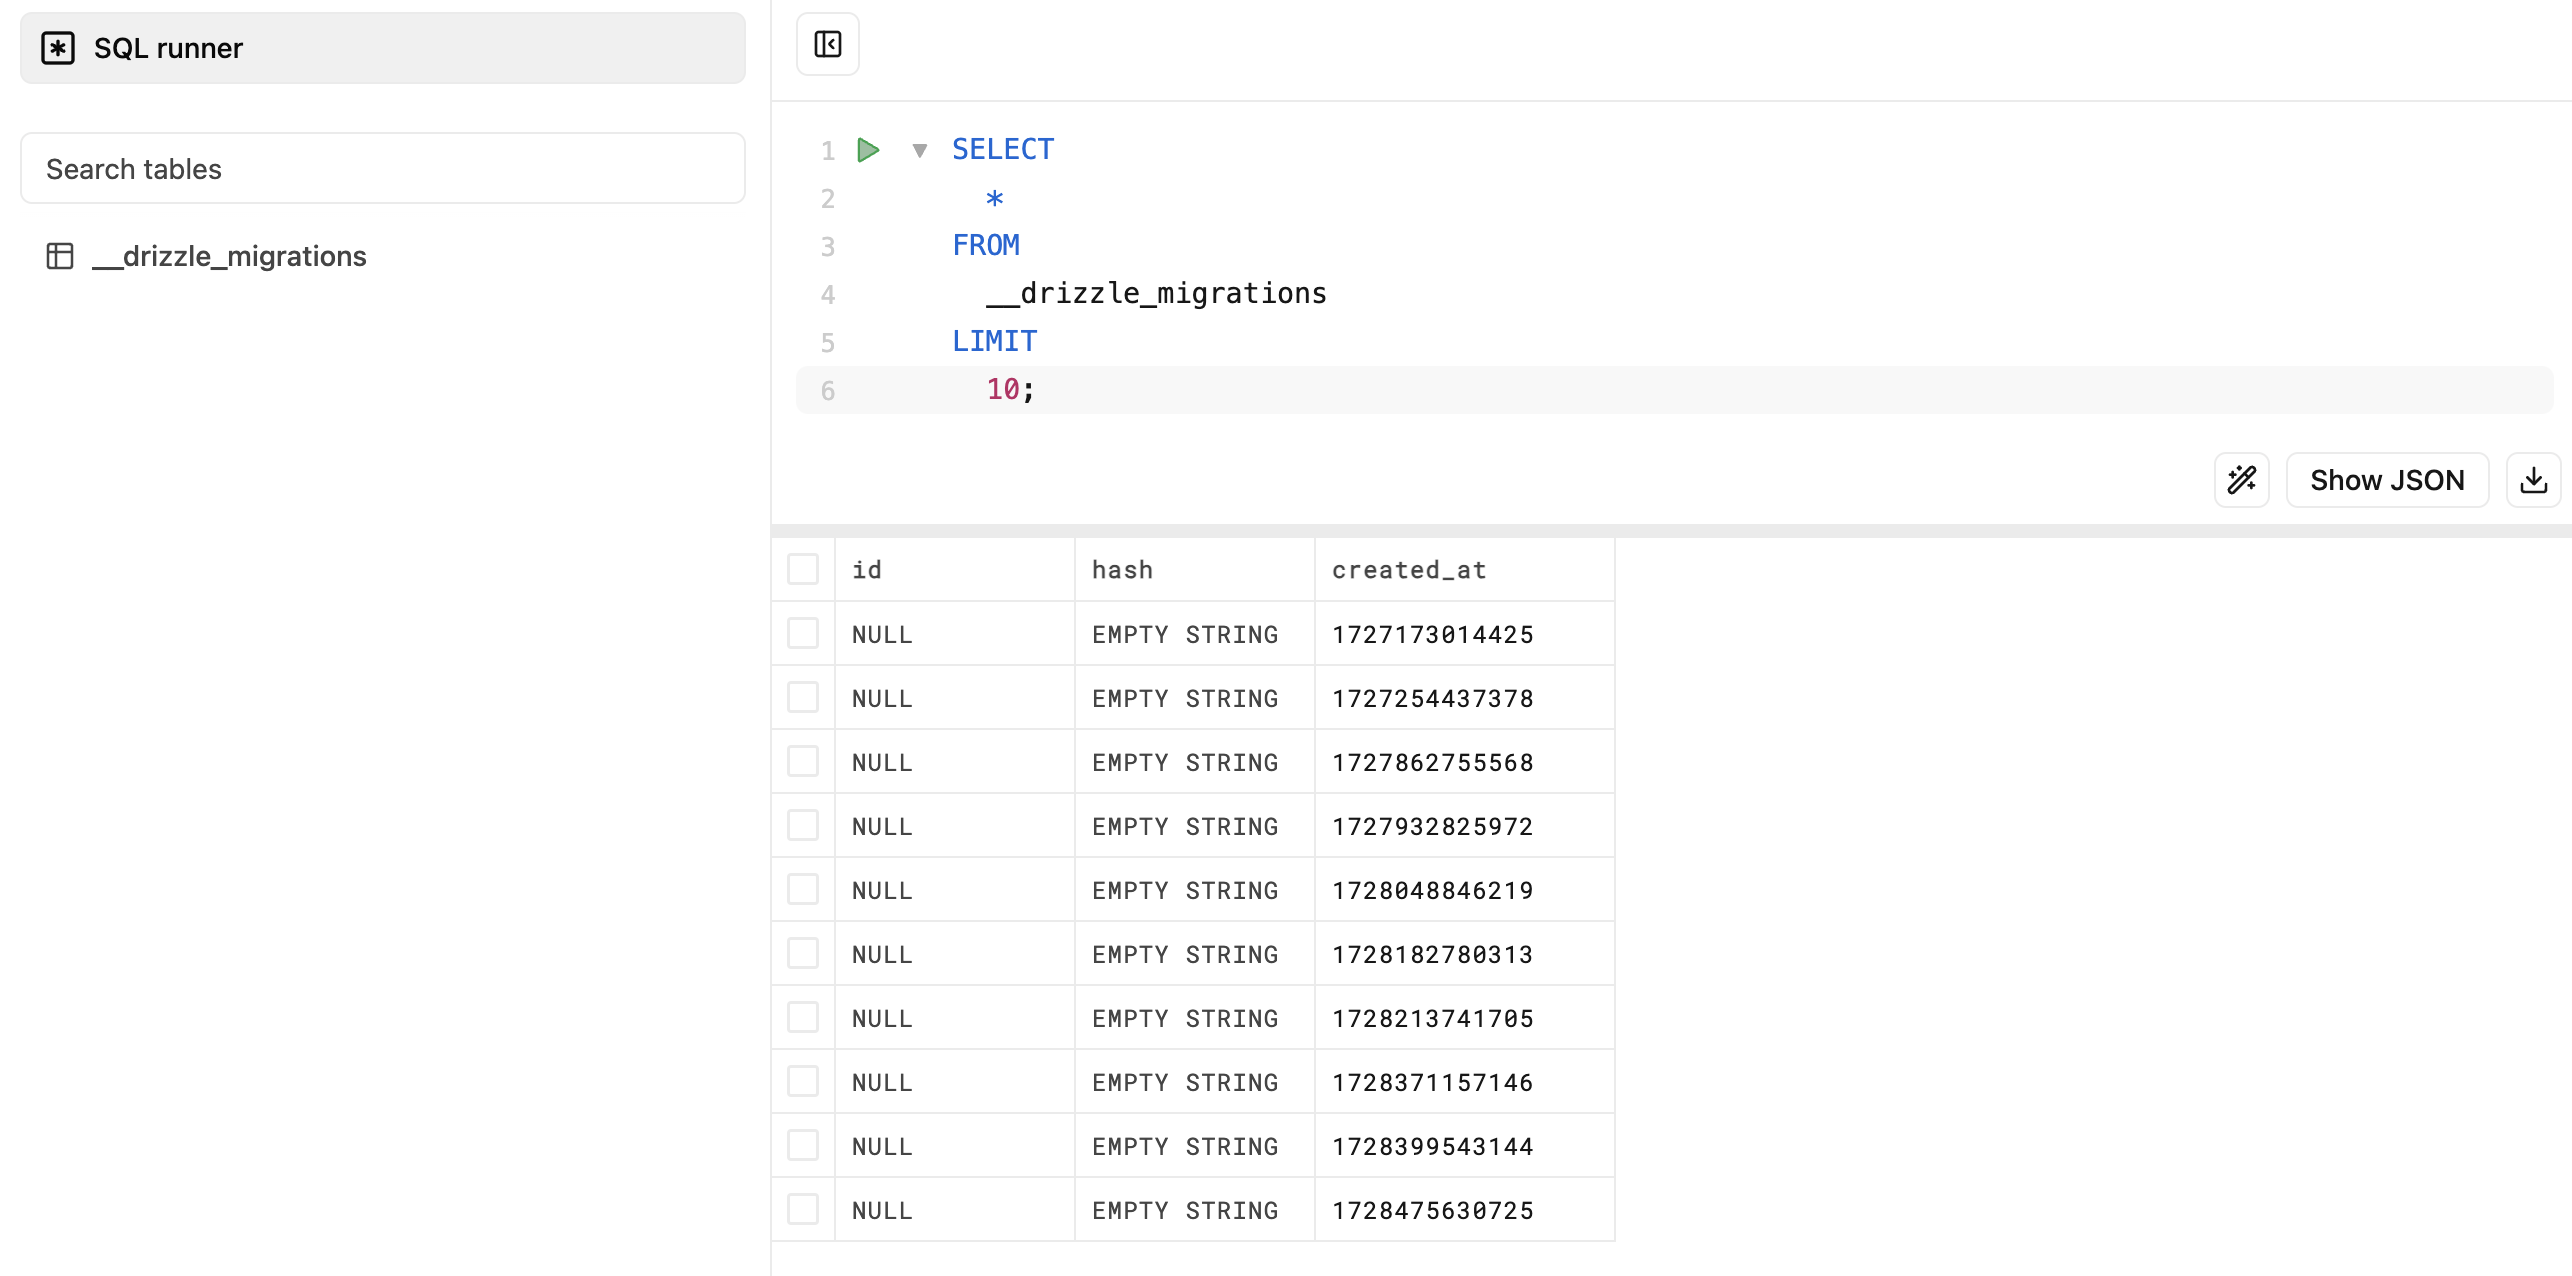 SQL runner
Search tables
__drizzle_migrations
1 SELECT
2 *
3 FROM
4 __drizzle_migrations
5 LIMIT
6 10;
Show JSON
id hash created_at
NULL EMPTY STRING 1727173014425
NULL EMPTY STRING 1727254437378
NULL EMPTY STRING 1727862755568
NULL EMPTY STRING 1727932825972
NULL EMPTY STRING 1728048846219
NULL EMPTY STRING 1728182780313
NULL EMPTY STRING 1728213741705
NULL EMPTY STRING 1728371157146
NULL EMPTY STRING 1728399543144
NULL EMPTY STRING 1728475630725